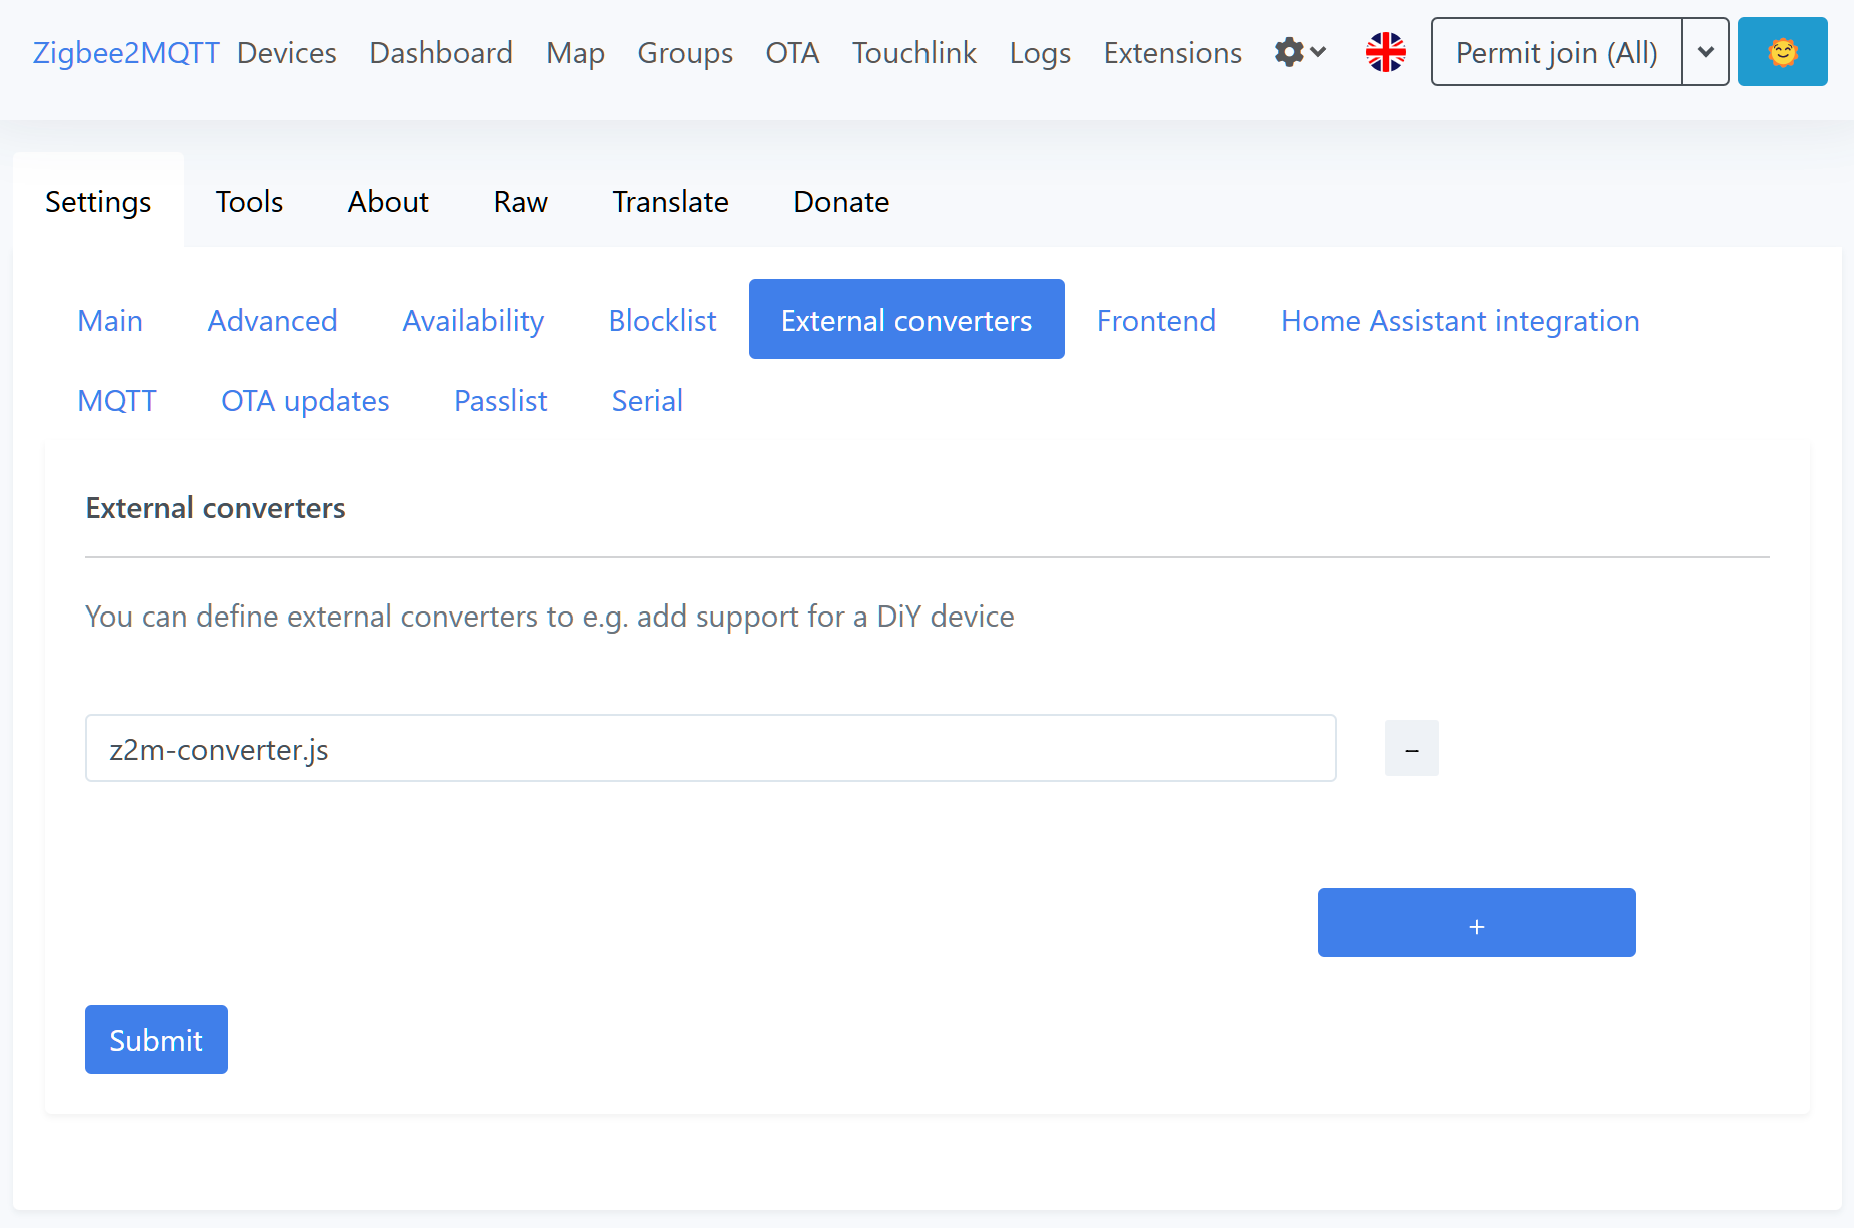 Zigbee2MQTT Devices Dashboard Map Groups OTA Touchlink Logs Extensions Permit join (All)
Settings Tools About Raw Translate Donate
Main Advanced Availability Blocklist External converters Frontend Home Assistant integration
MQTT OTA updates Passlist Serial
External converters
You can define external converters to e.g. add support for a DiY device
z2m-converter.js –
+
Submit